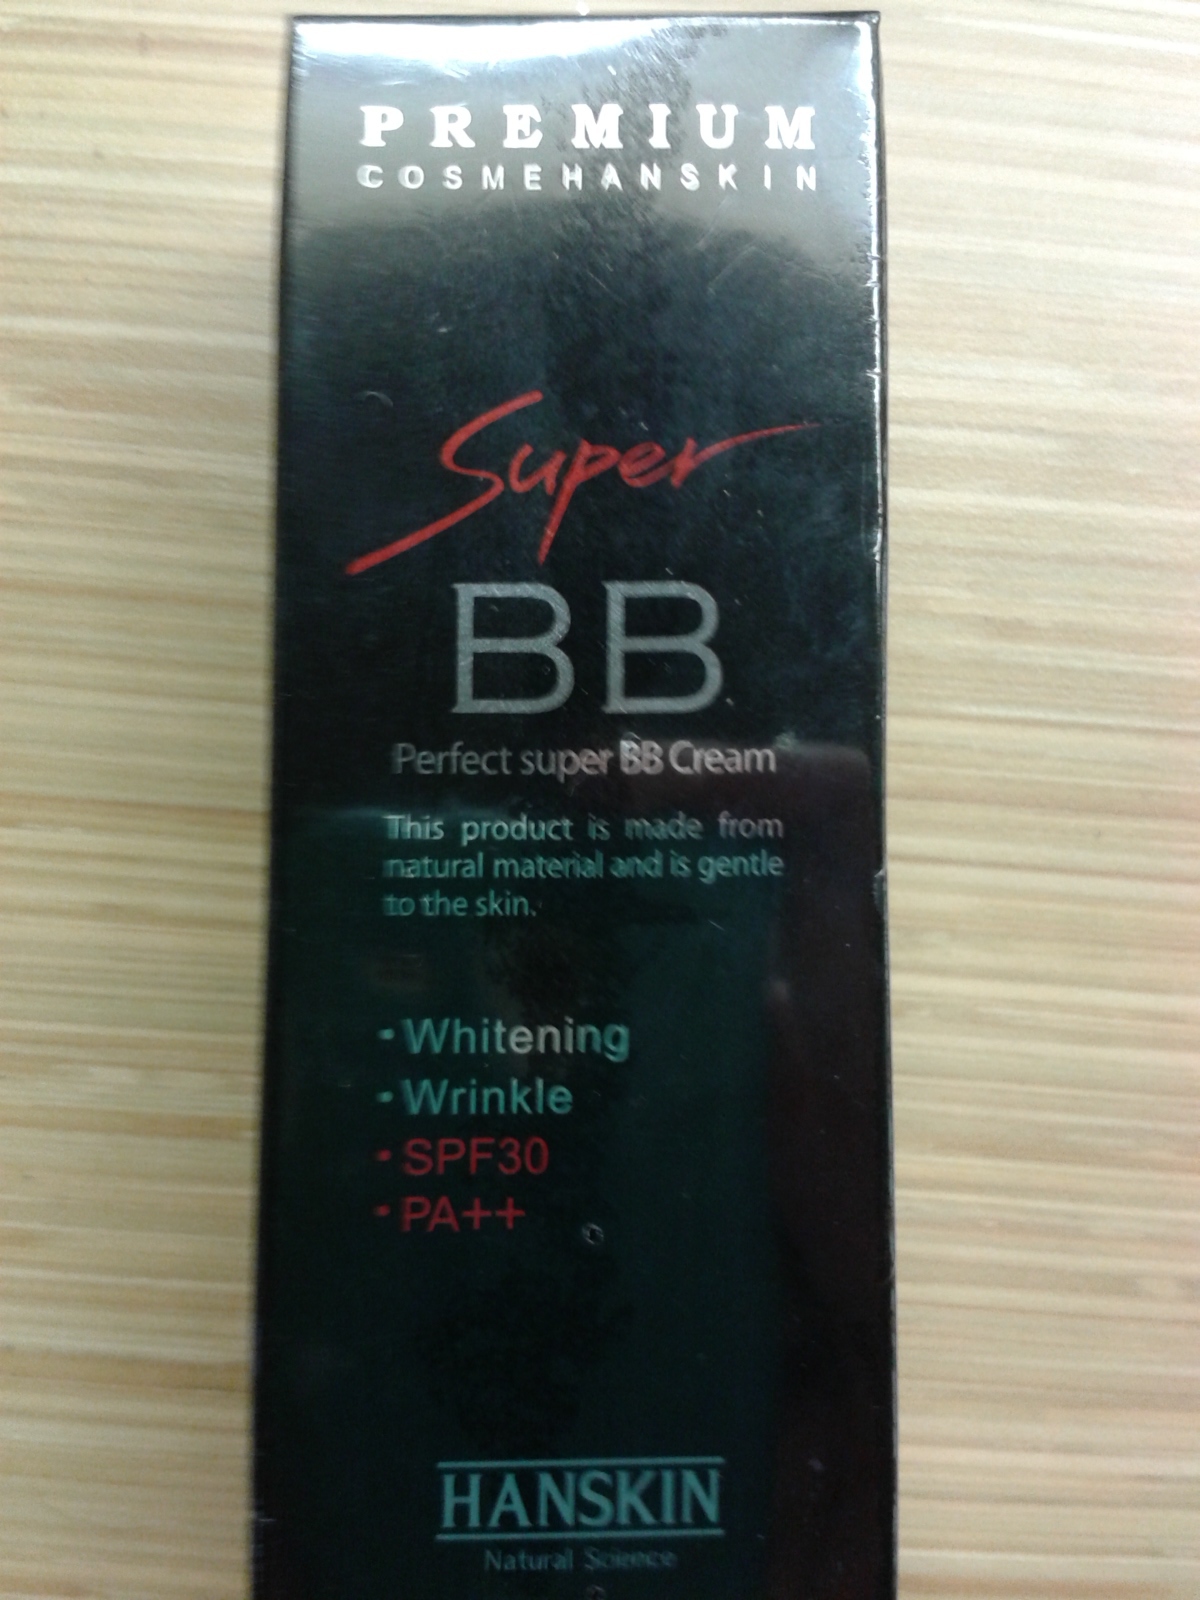 PREMIUM
COSMEHANSKIN
Super
BB
Perfect super BB Cream
This product is made from
natural material and is gentle
to the skin.
• Whitening
• Wrinkle
• SPF30
• PA++
HANSKIN
Natural Science